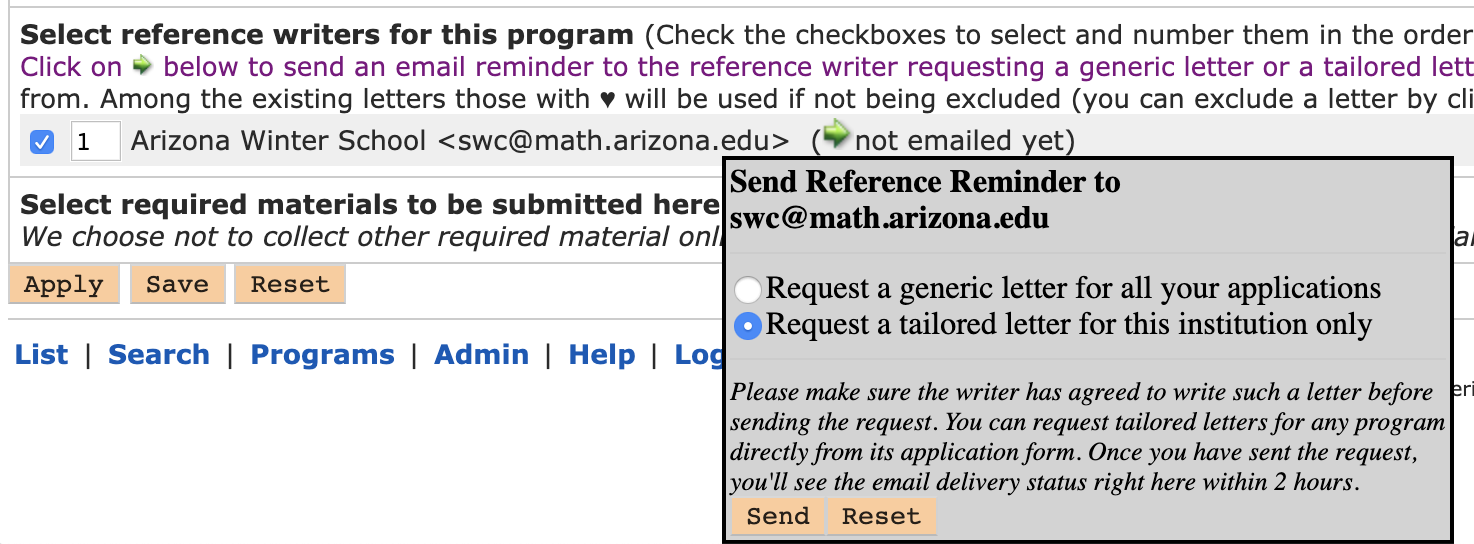 Select reference writers for this program (Check the checkboxes to select and number them in the order
Click on below to send an email reminder to the reference writer requesting a generic letter or a tailored lett
from. Among the existing letters those with ♥ will be used if not being excluded (you can exclude a letter by cli
1 Arizona Winter School <swc@math.arizona.edu> (not emailed yet)
Send Reference Reminder to
swc@math.arizona.edu
Request a generic letter for all your applications
Request a tailored letter for this institution only
Please make sure the writer has agreed to write such a letter before
sending the request. You can request tailored letters for any program
directly from its application form. Once you have sent the request,
you'll see the email delivery status right here within 2 hours.
Send Reset
Select required materials to be submitted here
We choose not to collect other required material onl
Apply Save Reset
List | Search | Programs | Admin | Help | Log